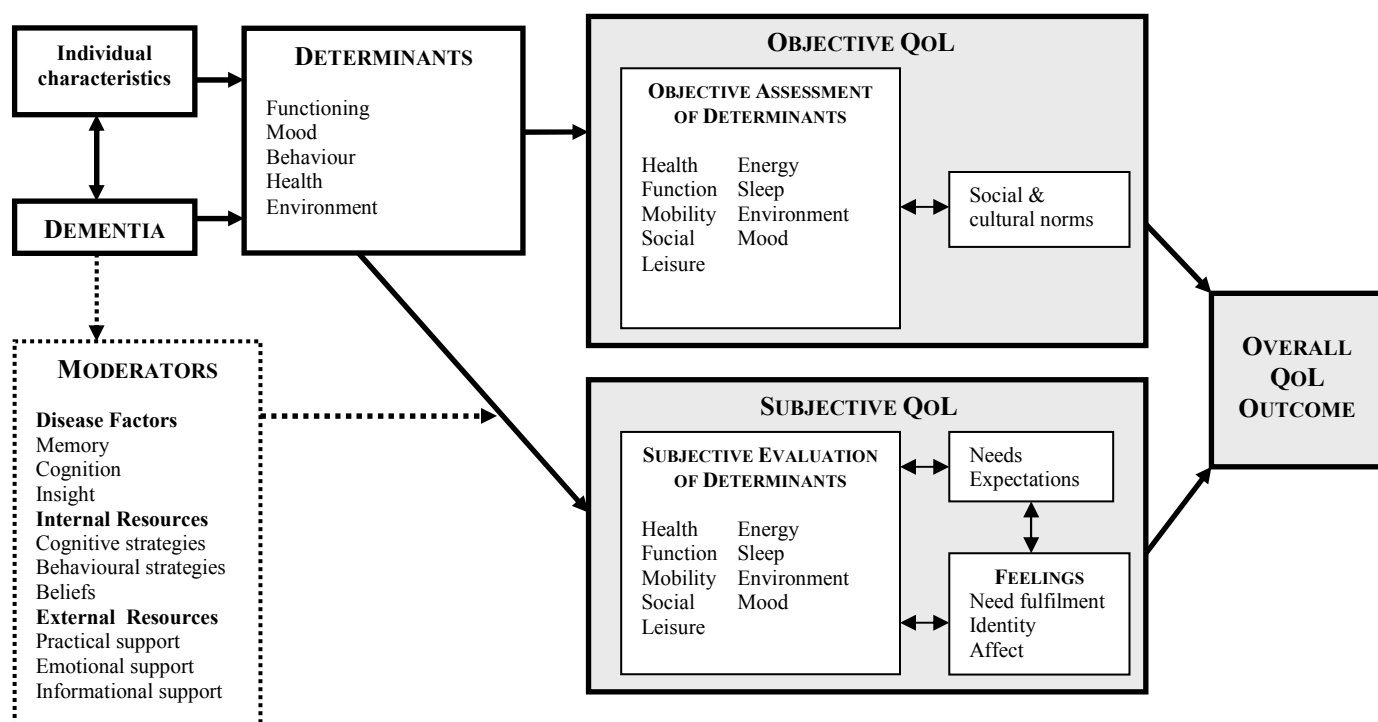 Individual
characteristics
DEMENTIA
DETERMINANTS
Functioning
Mood
Behaviour
Health
Environment
MODERATORS
Disease Factors
Memory
Cognition
Insight
Internal Resources
Cognitive strategies
Behavioural strategies
Beliefs
External Resources
Practical support
Emotional support
Informational support
OBJECTIVE QOL
OBJECTIVE ASSESSMENT
OF DETERMINANTS
Health Energy
Function Sleep
Mobility Environment
Social Mood
Leisure
Social &
cultural norms
SUBJECTIVE QOL
SUBJECTIVE EVALUATION
OF DETERMINANTS
Health Energy
Function Sleep
Mobility Environment
Social Mood
Leisure
Needs
Expectations
FEELINGS
Need fulfilment
Identity
Affect
OVERALL
QOL
OUTCOME